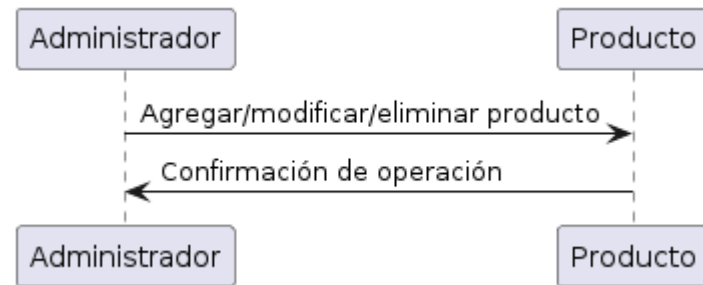 Administrador Producto
Agregar/modificar/eliminar producto
Confirmación de operación
Administrador Producto